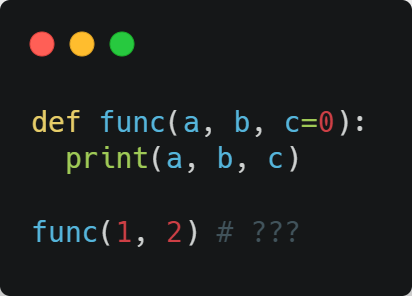 def func(a, b, c=0):
  print(a, b, c)

func(1, 2) # ???